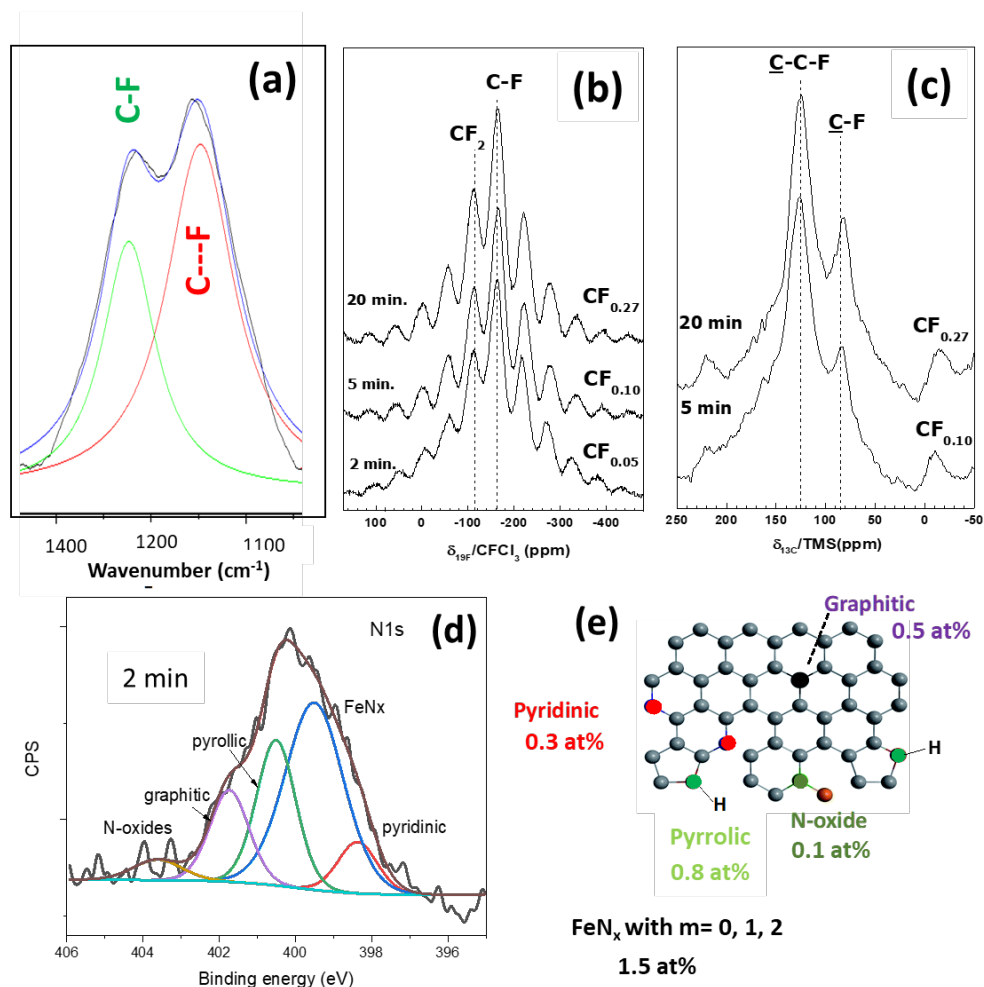 (a)
C-F
C---F
1400
1200
1100
Wavenumber (cm-1)
(b)
C-F
CF2
20 min.
CF0.27
5 min.
CF0.10
2 min.
CF0.05
100 0 -100 -200 -300 -400
δ19F/CFCl3 (ppm)
(c)
C-C-F
C-F
20 min
CF0.27
5 min
CF0.10
250 200 150 100 50 0 -50
δ13C/TMS(ppm)
(d)
N1s
2 min
FeNx
pyrollic
graphitic
N-oxides
pyridinic
CPS
406 404 402 400 398 396
Binding energy (eV)
(e)
Graphitic
0.5 at%
Pyridinic
0.3 at%
H
H
Pyrrolic
0.8 at%
N-oxide
0.1 at%
FeNx with m= 0, 1, 2
1.5 at%